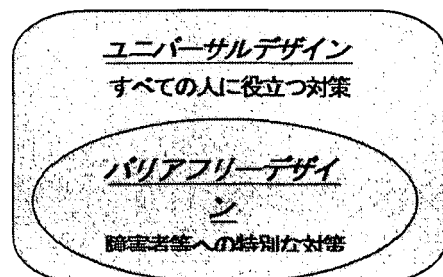 ユニバーサルデザイン
すべての人に役立つ対策
バリアフリーデザイ
ン
障害者等への特別な対策